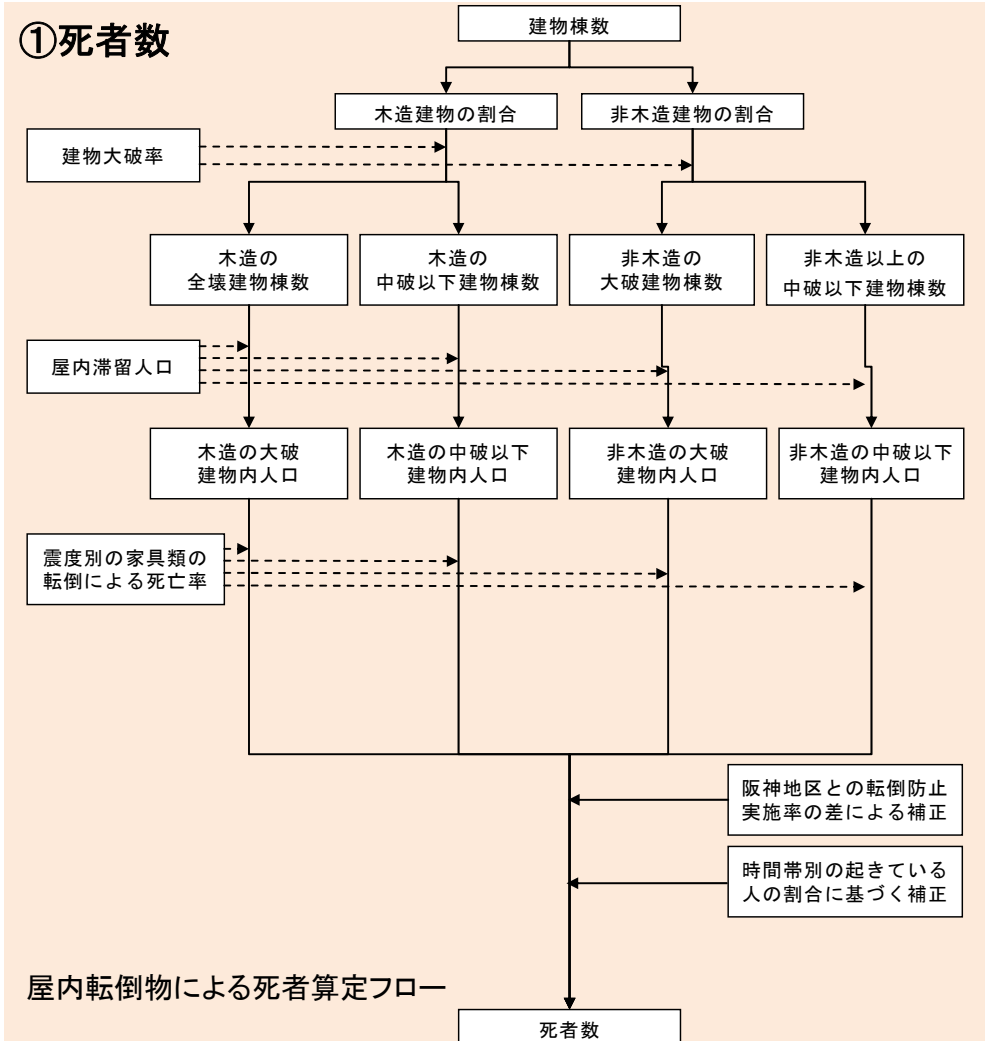 ①死者数
建物棟数
木造建物の割合
非木造建物の割合
建物大破率
木造の
全壊建物棟数
木造の
中破以下建物棟数
非木造の
大破建物棟数
非木造以上の
中破以下建物棟数
屋内滞留人口
木造の大破
建物内人口
木造の中破以下
建物内人口
非木造の大破
建物内人口
非木造の中破以下
建物内人口
震度別の家具類の
転倒による死亡率
阪神地区との転倒防止
実施率の差による補正
時間帯別の起きている
人の割合に基づく補正
屋内転倒物による死者算定フロー
死者数